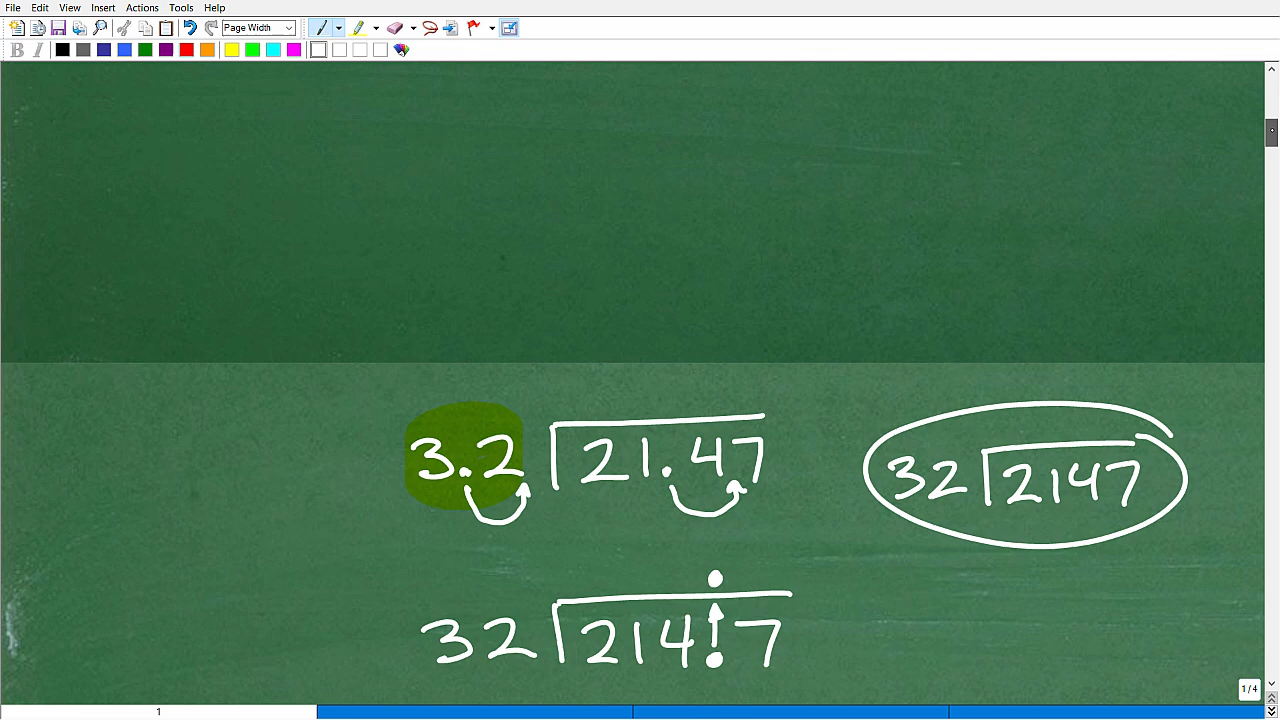 File Edit View Insert Actions Tools Help
Page Width
B I
3.2 21.47
32 2147
32 214.7
1/4
1